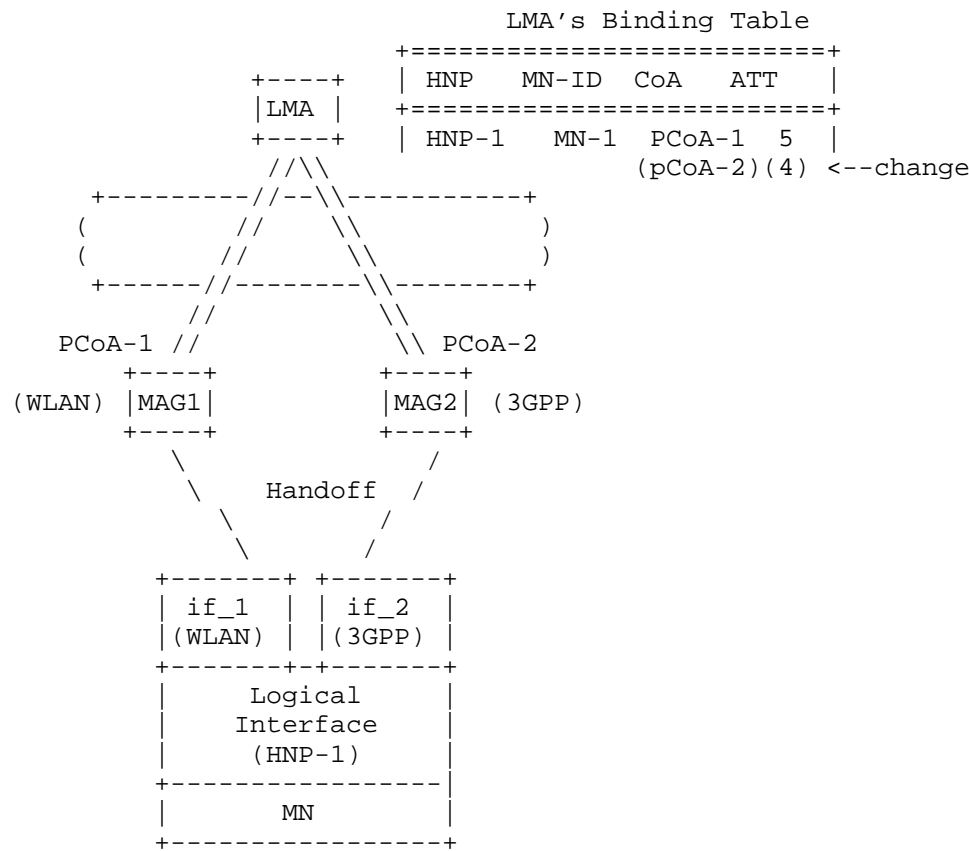 LMA's Binding Table
+==========================+
+----+ | HNP MN-ID CoA ATT |
|LMA | +==========================+
+----+ | HNP-1 MN-1 PCoA-1 5 |
//\\ (pCoA-2)(4) <--change
+---------//--\\-----------+
( // \\ )
( // \\ )
+------//--------\\--------+
// \\
PCoA-1 // \\ PCoA-2
+----+ +----+
(WLAN) |MAG1| |MAG2| (3GPP)
+----+ +----+
\ /
\ Handoff /
\ /
\ /
+-------+ +-------+
| if_1 | | if_2 |
|(WLAN) | |(3GPP) |
+-------+-+-------+
| Logical |
| Interface |
| (HNP-1) |
+-----------------|
| MN |
+-----------------+